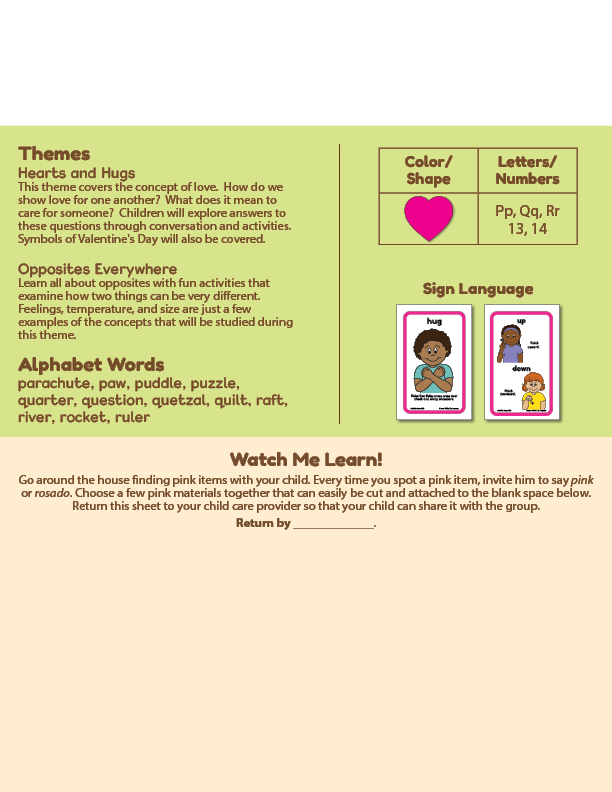 Themes
Hearts and Hugs
This theme covers the concept of love.  How do we
show love for one another?  What does it mean to
care for someone?  Children will explore answers to
these questions through conversation and activities.
Symbols of Valentine's Day will also be covered.
Opposites Everywhere
Learn all about opposites with fun activities that
examine how two things can be very different.
Feelings, temperature, and size are just a few
examples of the concepts that will be studied during
this theme.
Alphabet Words
parachute, paw, puddle, puzzle,
quarter, question, quetzal, quilt, raft,
river, rocket, ruler
Color/
Shape
Letters/
Numbers
Pp, Qq, Rr
13, 14
Sign Language
hug
up
Point
upward.
down
Point
downward.
Watch Me Learn!
Go around the house finding pink items with your child. Every time you spot a pink item, invite him to say pink
or rosado. Choose a few pink materials together that can easily be cut and attached to the blank space below.
Return this sheet to your child care provider so that your child can share it with the group.
Return by ____________.